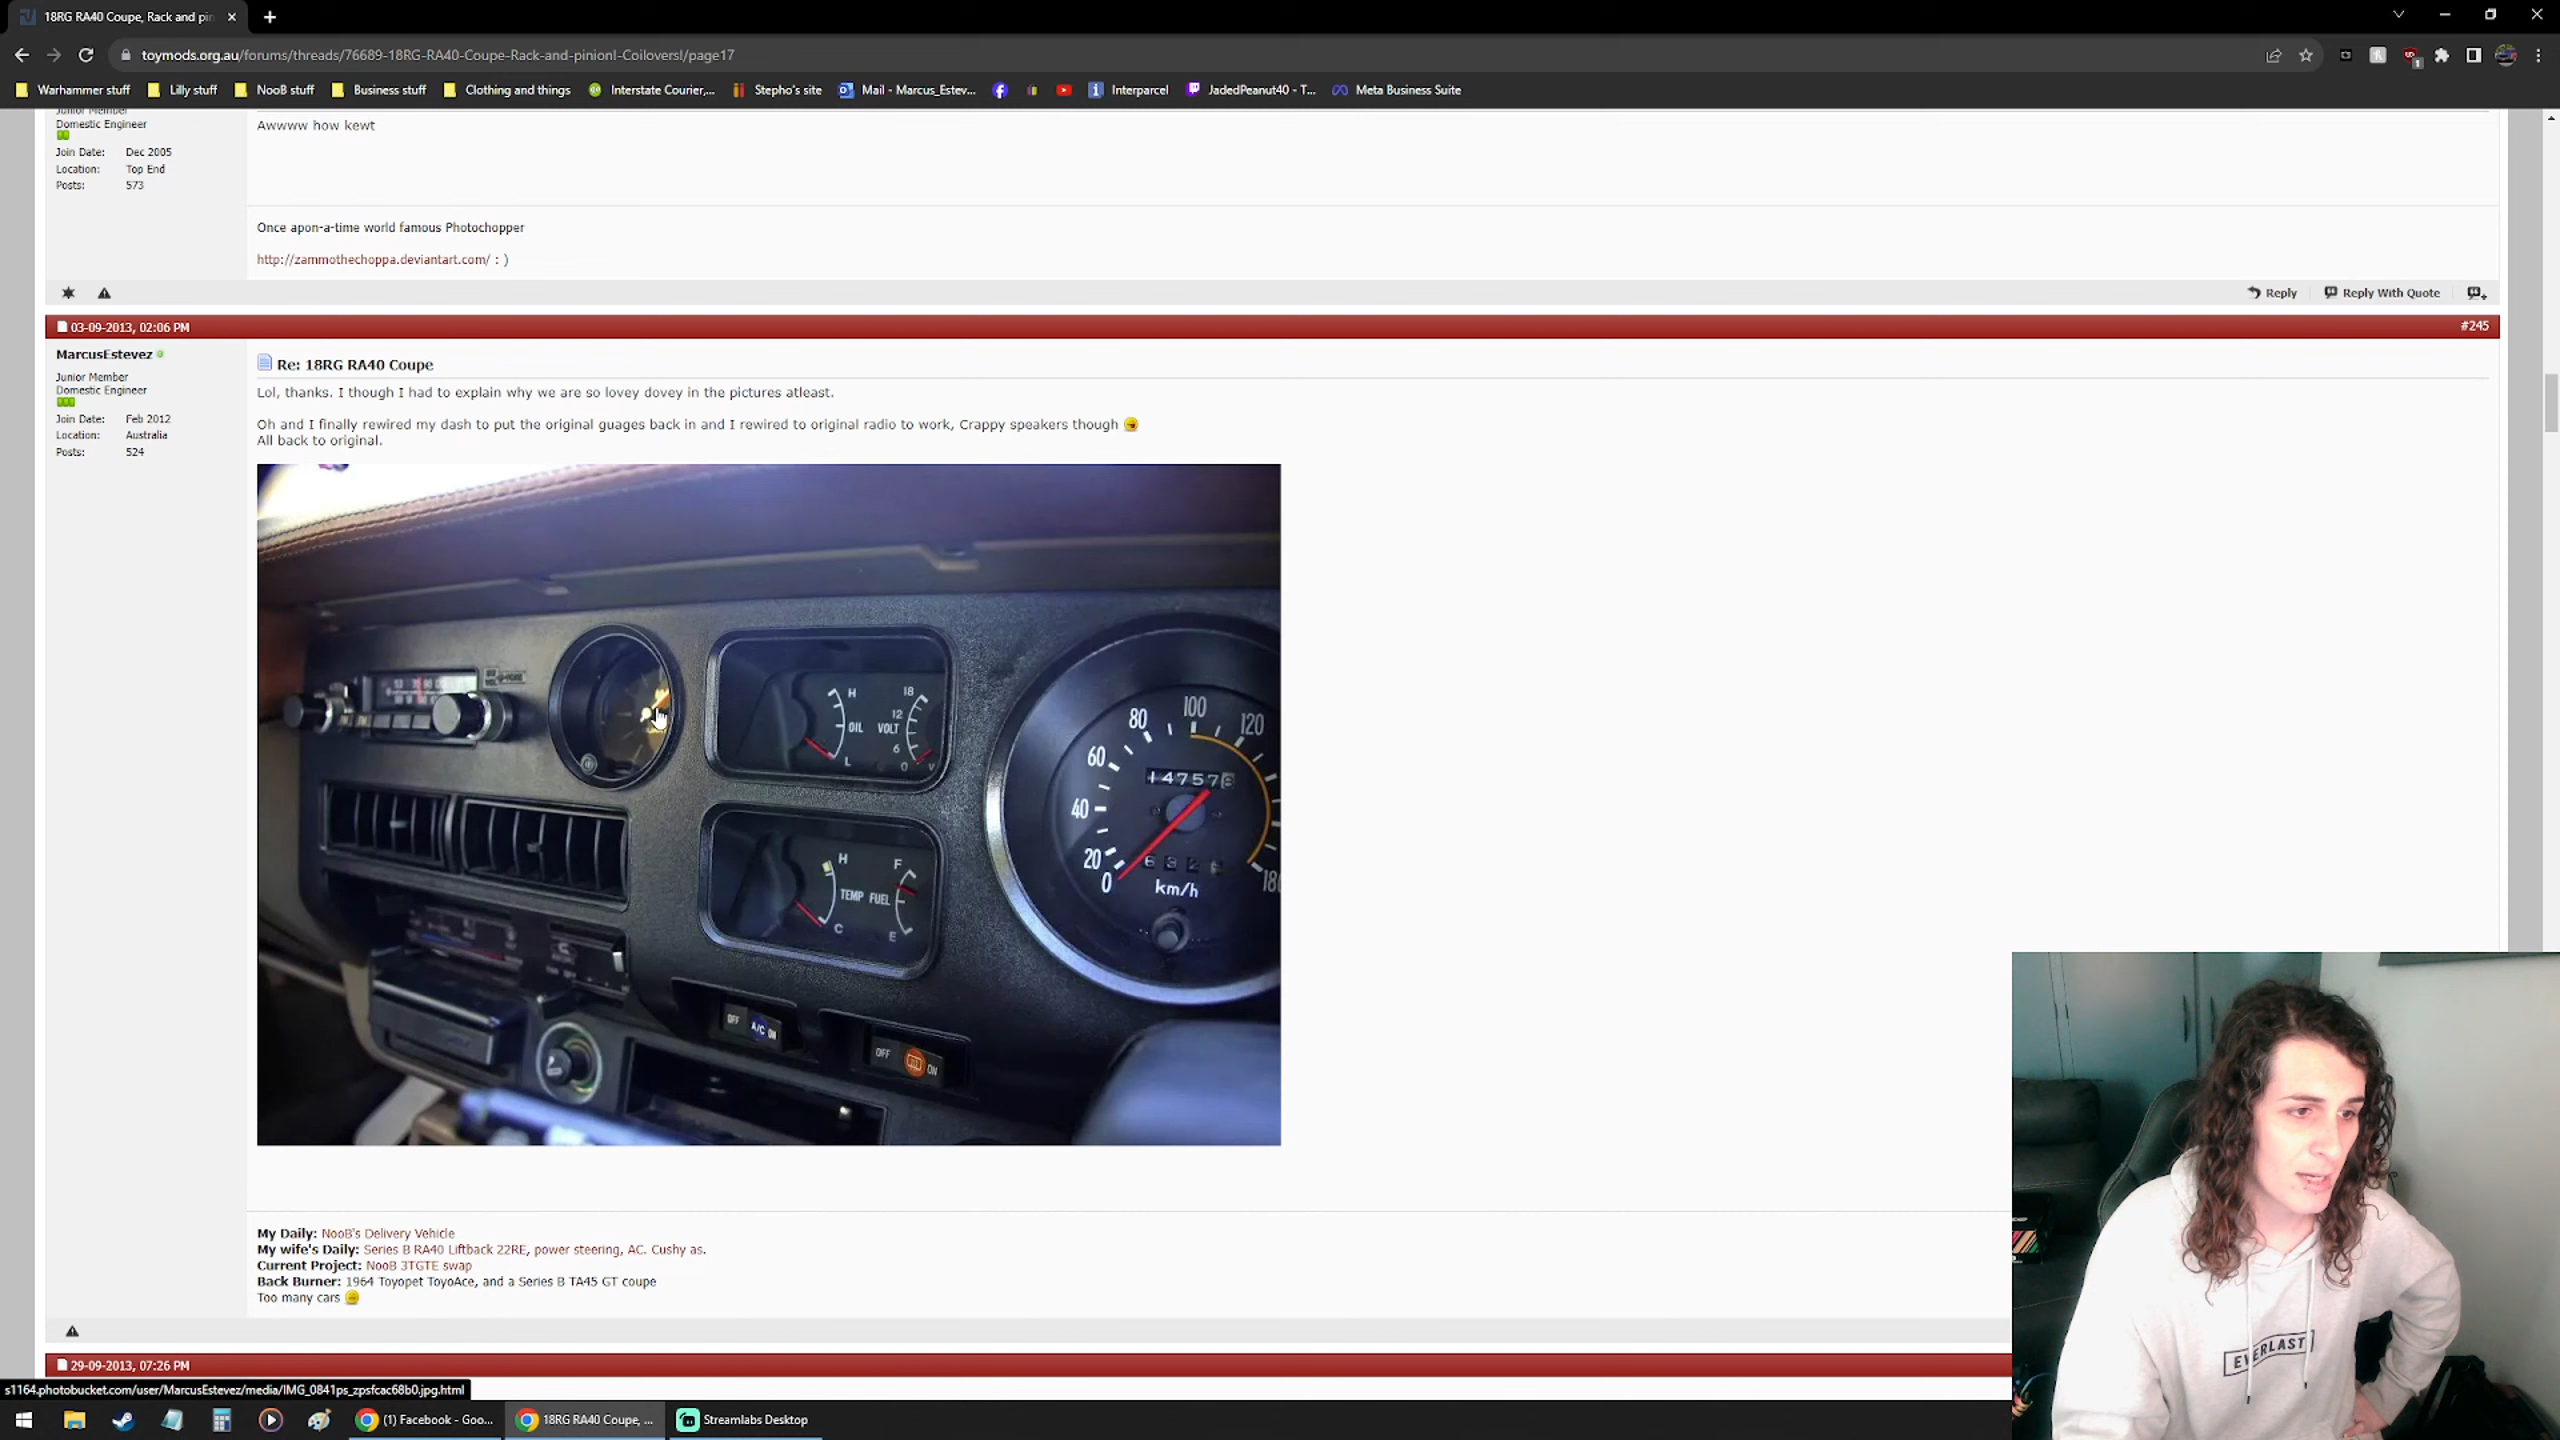 18RG RA40 Coupe, Rack and pin
toymods.org.au/forums/threads/76689-18RG-RA40-Coupe-Rack-and-pinionl-Coilovers!/page17
Warhammer stuff
Lilly stuff
NooB stuff
Business stuff
Clothing and things
Interstate Courier,...
Stepho's site
Mail - Marcus_Estev...
Interparcel
JadedPeanut40 - T...
Meta Business Suite
Junior Member
Domestic Engineer
Join Date: Dec 2005
Location: Top End
Posts: 573
Awwww how kewt
Once apon-a-time world famous Photochopper
http://zammothechoppa.deviantart.com/ : )
Reply
Reply With Quote
03-09-2013, 02:06 PM
#245
MarcusEstevez
Junior Member
Domestic Engineer
Join Date: Feb 2012
Location: Australia
Posts: 524
Re: 18RG RA40 Coupe
Lol, thanks. I though I had to explain why we are so lovey dovey in the pictures atleast.
Oh and I finally rewired my dash to put the original guages back in and I rewired to original radio to work, Crappy speakers though
All back to original.
H
OIL
L
18
12
VOLT
6
0
V
H
TEMP
C
F
FUEL
E
0
20
40
60
80
100
120
180
14757
km/h
OFF A/C ON
OFF ON
My Daily: NooB's Delivery Vehicle
My wife's Daily: Series B RA40 Liftback 22RE, power steering, AC. Cushy as.
Current Project: NooB 3TGTE swap
Back Burner: 1964 Toyopet ToyoAce, and a Series B TA45 GT coupe
Too many cars
29-09-2013, 07:26 PM
s1164.photobucket.com/user/MarcusEstevez/media/IMG_0841ps_zpsfcac68b0.jpg.html
(1) Facebook - Goo...
18RG RA40 Coupe, ...
Streamlabs Desktop
EVERLAST